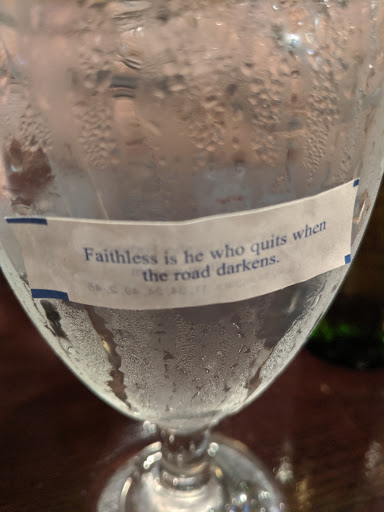 Faithless is he who quits when
the road darkens.